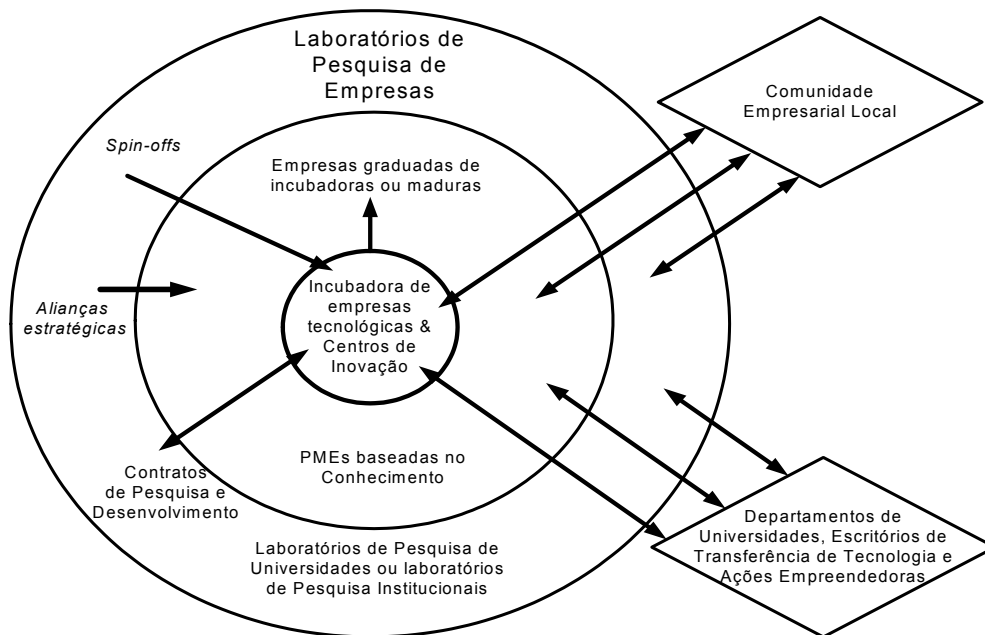 Laboratórios de
Pesquisa de
Empresas
Comunidade
Empresarial Local
Spin-offs
Empresas graduadas de
incubadoras ou maduras
Incubadora de
empresas
tecnológicas &
Centros de
Inovação
Alianças
estratégicas
PMEs baseadas no
Conhecimento
Contratos
de Pesquisa e
Desenvolvimento
Laboratórios de Pesquisa de
Universidades ou laboratórios
de Pesquisa Institucionais
Departamentos de
Universidades, Escritórios de
Transferência de Tecnologia e
Ações Empreendedoras